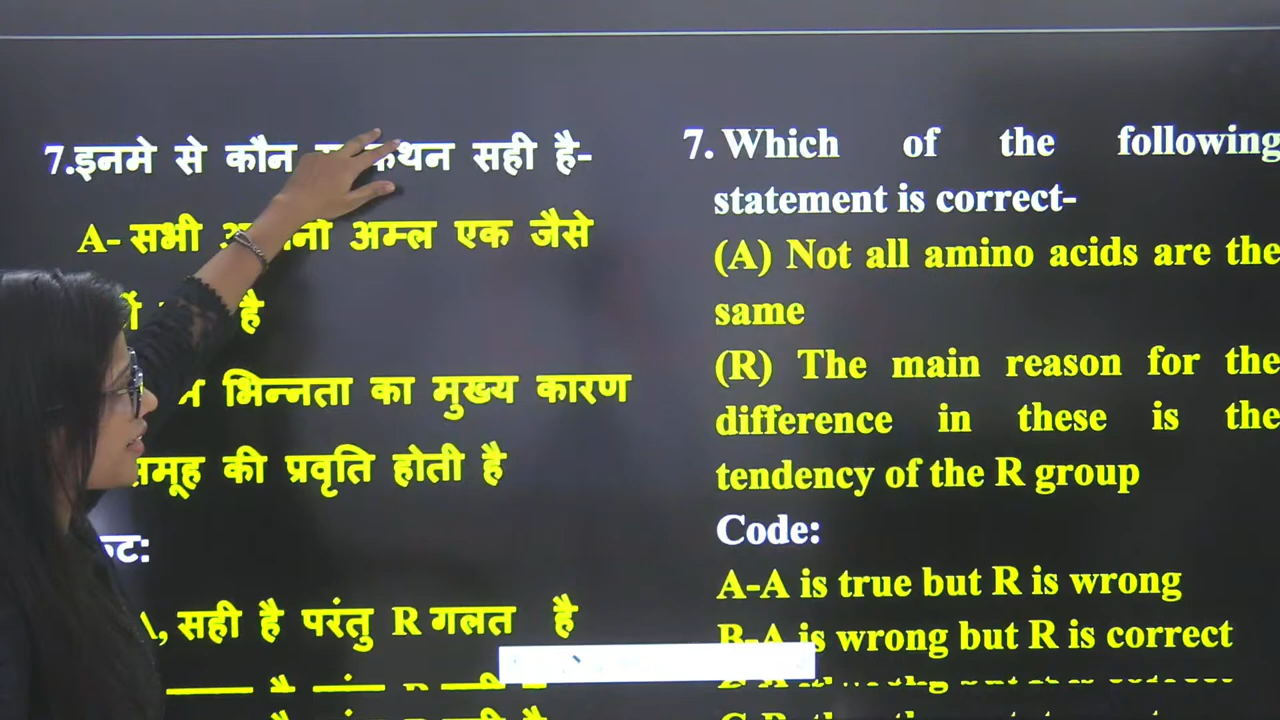 7.इनमे से कौन कथन सही है-
A- सभी अम्ल एक जैसे
है
भिन्नता का मुख्य कारण
समूह की प्रवृति होती है
कूट:
A, सही है परंतु R गलत है
7. Which of the following
statement is correct-
(A) Not all amino acids are the
same
(R) The main reason for the
difference in these is the
tendency of the R group
Code:
A-A is true but R is wrong
B-A is wrong but R is correct